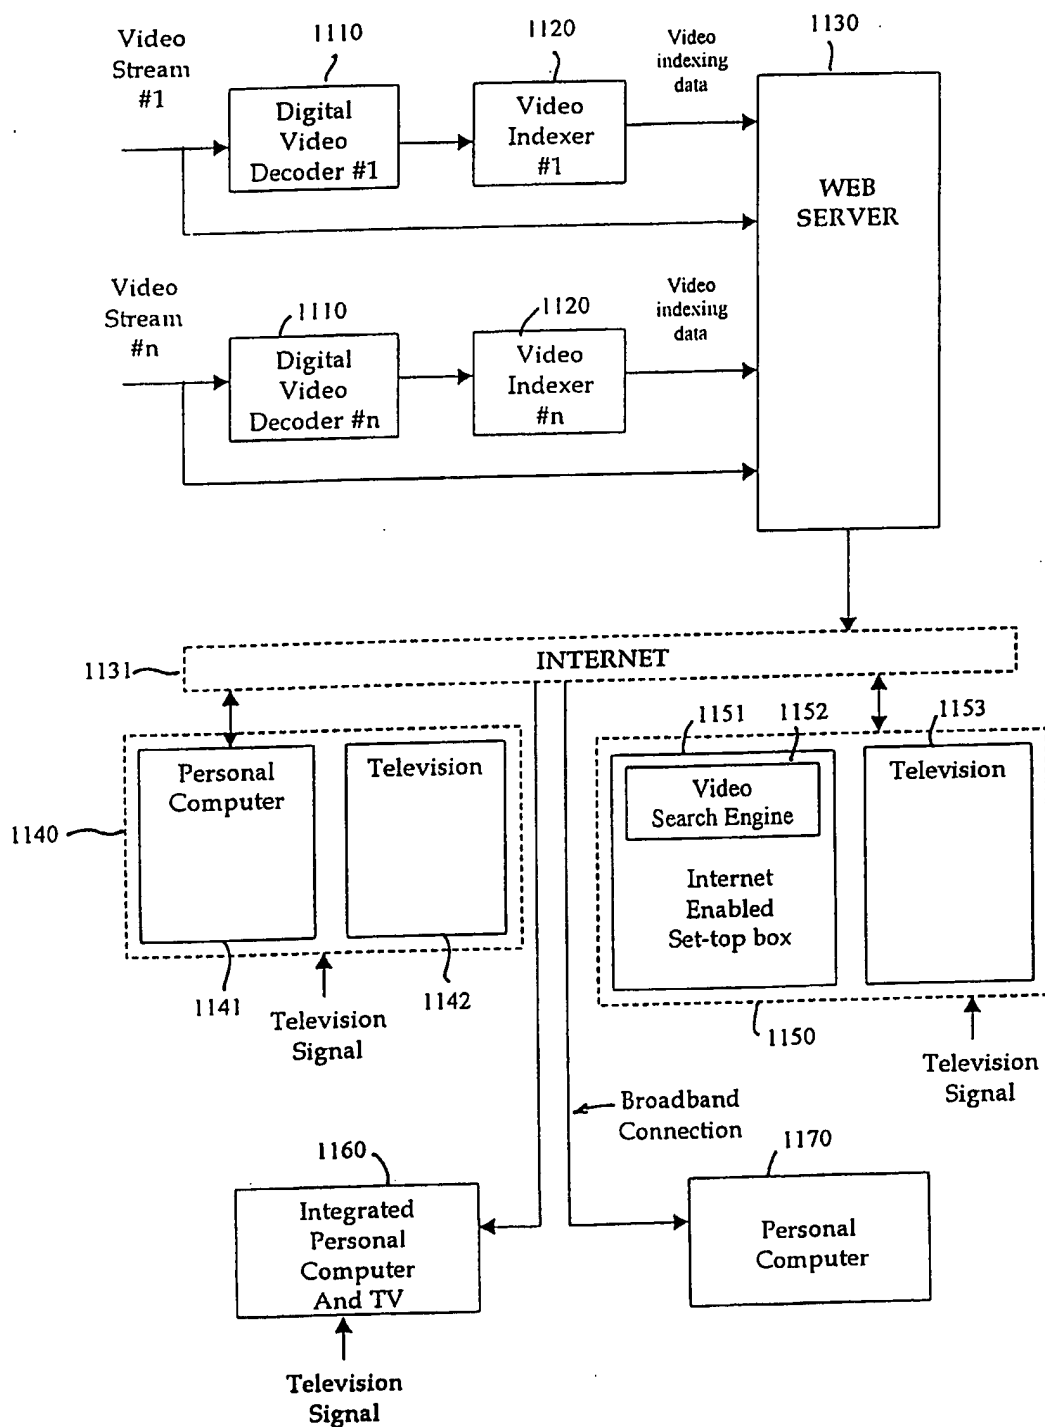 Video
Stream
#1
1110
1120
Video
indexing
data
1130
Digital
Video
Decoder #1
Video
Indexer
#1
WEB
SERVER
Video
Stream
#n
1110
1120
Video
indexing
data
Digital
Video
Decoder #n
Video
Indexer
#n
1131
INTERNET
1151
1152
1153
Personal
Computer
Television
Video
Search Engine
Television
1140
Internet
Enabled
Set-top box
1141
1142
Television
Signal
1150
Television
Signal
Broadband
Connection
1160
1170
Integrated
Personal
Computer
And TV
Personal
Computer
Television
Signal